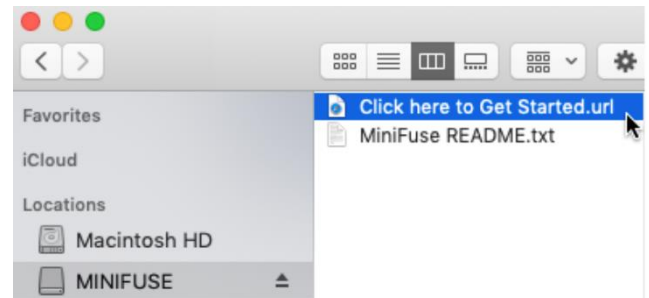 Favorites
iCloud
Locations
Macintosh HD
MINIFUSE
Click here to Get Started.url
MiniFuse README.txt